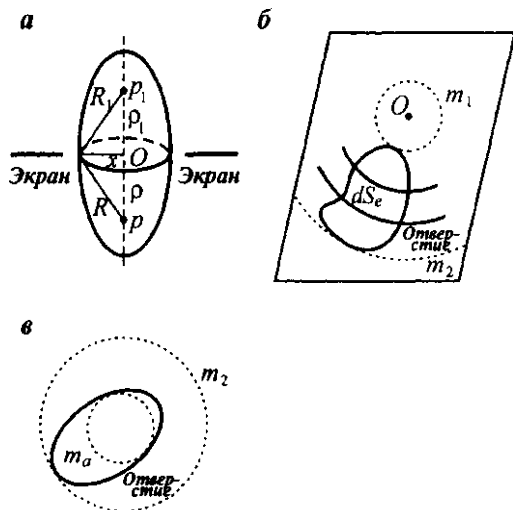 а
R₁
p₁
ρ₁
x
O
Экран
Экран
R
ρ
p
б
O
m₁
dSₑ
Отвер-
стие
m₂
в
m₂
mₐ
Отвер-
стие